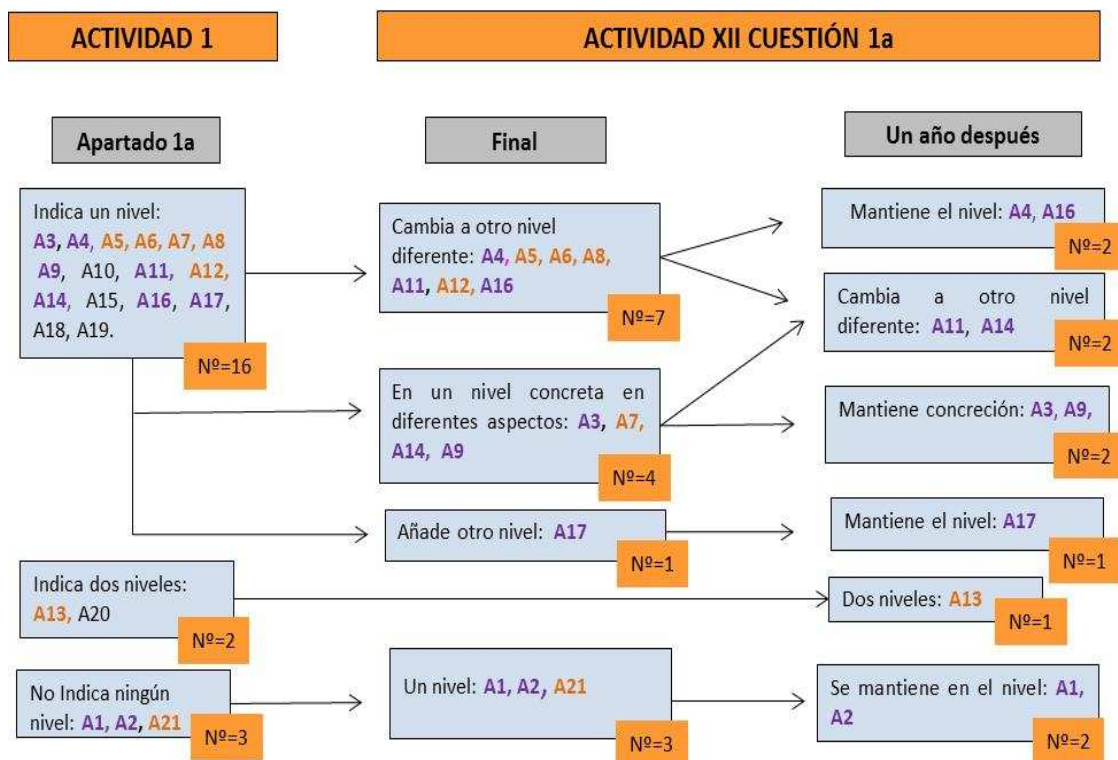 ACTIVIDAD 1
ACTIVIDAD XII CUESTIÓN 1a
Apartado 1a
Final
Un año después
Indica un nivel:
A3, A4, A5, A6, A7, A8
A9, A10, A11, A12,
A14, A15, A16, A17,
A18, A19.
Nº=16
Cambia a otro nivel
diferente: A4, A5, A6, A8,
A11, A12, A16
Nº=7
Mantiene el nivel: A4, A16
Nº=2
Cambia a otro nivel
diferente: A11, A14
Nº=2
En un nivel concreta en
diferentes aspectos: A3, A7,
A14, A9
Nº=4
Mantiene concreción: A3, A9,
Nº=2
Añade otro nivel: A17
Nº=1
Mantiene el nivel: A17
Nº=1
Indica dos niveles:
A13, A20
Nº=2
Dos niveles: A13
Nº=1
No Indica ningún
nivel: A1, A2, A21
Nº=3
Un nivel: A1, A2, A21
Nº=3
Se mantiene en el nivel: A1,
A2
Nº=2